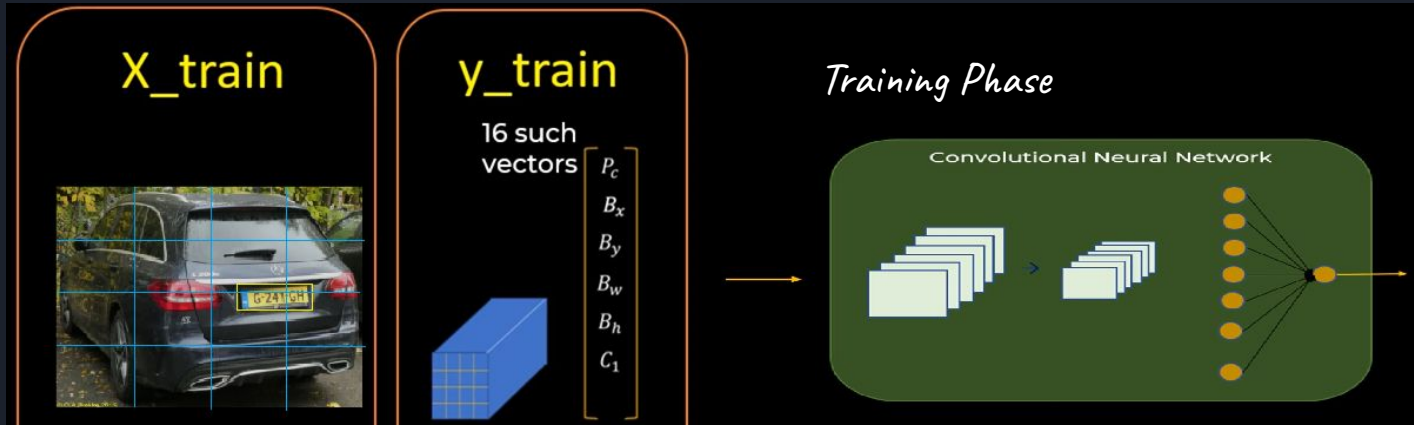 X_train
y_train
16 such
vectors
P_c
B_x
B_y
B_w
B_h
C_1
Training Phase
Convolutional Neural Network